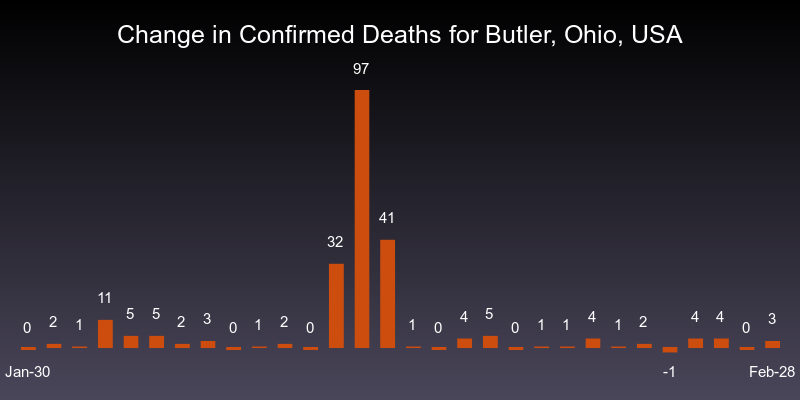 Change in Confirmed Deaths for Butler, Ohio, USA
97
41
32
11
0 2 1 5 5 2 3 0 1 2 0 1 0 4 5 0 1 1 4 1 2 4 4 0 3
Jan-30 -1 Feb-28